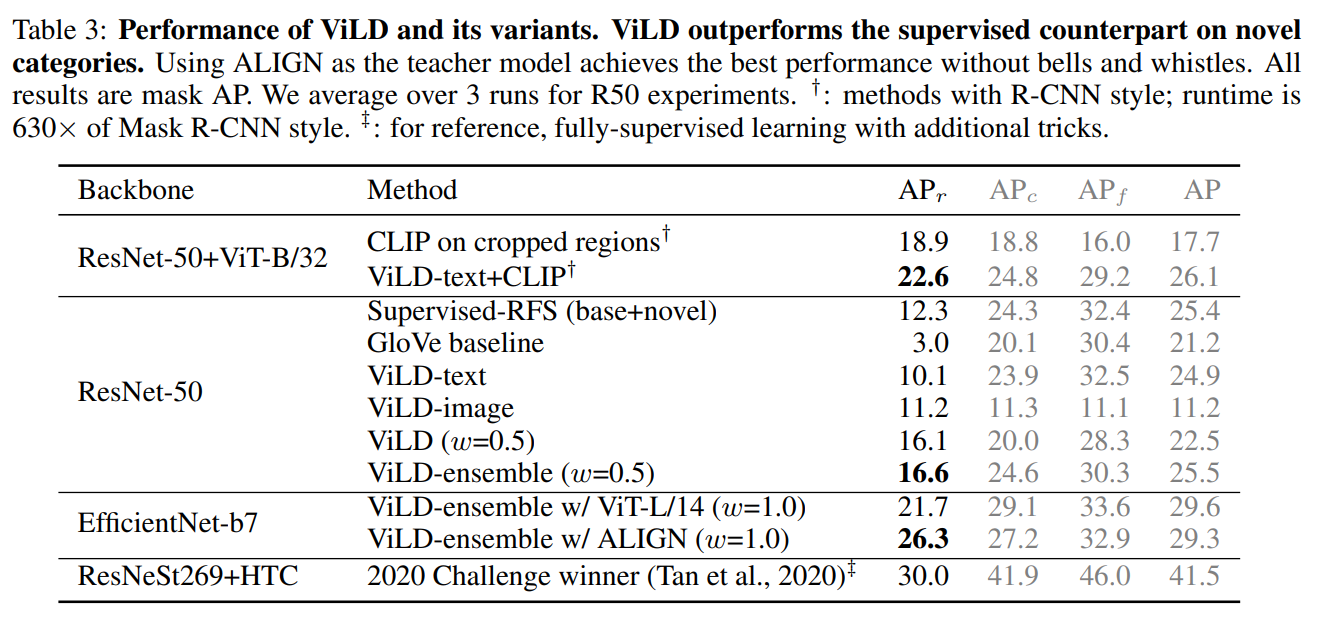 Table 3: Performance of ViLD and its variants. ViLD outperforms the supervised counterpart on novel
categories. Using ALIGN as the teacher model achieves the best performance without bells and whistles. All
results are mask AP. We average over 3 runs for R50 experiments. †: methods with R-CNN style; runtime is
630× of Mask R-CNN style. ‡: for reference, fully-supervised learning with additional tricks.
Backbone Method APr APc APf AP
ResNet-50+ViT-B/32
CLIP on cropped regions† 18.9 18.8 16.0 17.7
ViLD-text+CLIP† 22.6 24.8 29.2 26.1
ResNet-50
Supervised-RFS (base+novel) 12.3 24.3 32.4 25.4
GloVe baseline 3.0 20.1 30.4 21.2
ViLD-text 10.1 23.9 32.5 24.9
ViLD-image 11.2 11.3 11.1 11.2
ViLD (w=0.5) 16.1 20.0 28.3 22.5
ViLD-ensemble (w=0.5) 16.6 24.6 30.3 25.5
EfficientNet-b7
ViLD-ensemble w/ ViT-L/14 (w=1.0) 21.7 29.1 33.6 29.6
ViLD-ensemble w/ ALIGN (w=1.0) 26.3 27.2 32.9 29.3
ResNeSt269+HTC 2020 Challenge winner (Tan et al., 2020)‡ 30.0 41.9 46.0 41.5